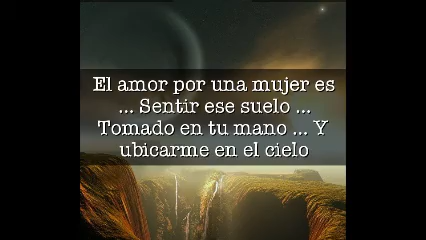 El amor por una mujer es
... Sentir ese suelo ...
Tomado en tu mano ... Y
ubicarme en el cielo